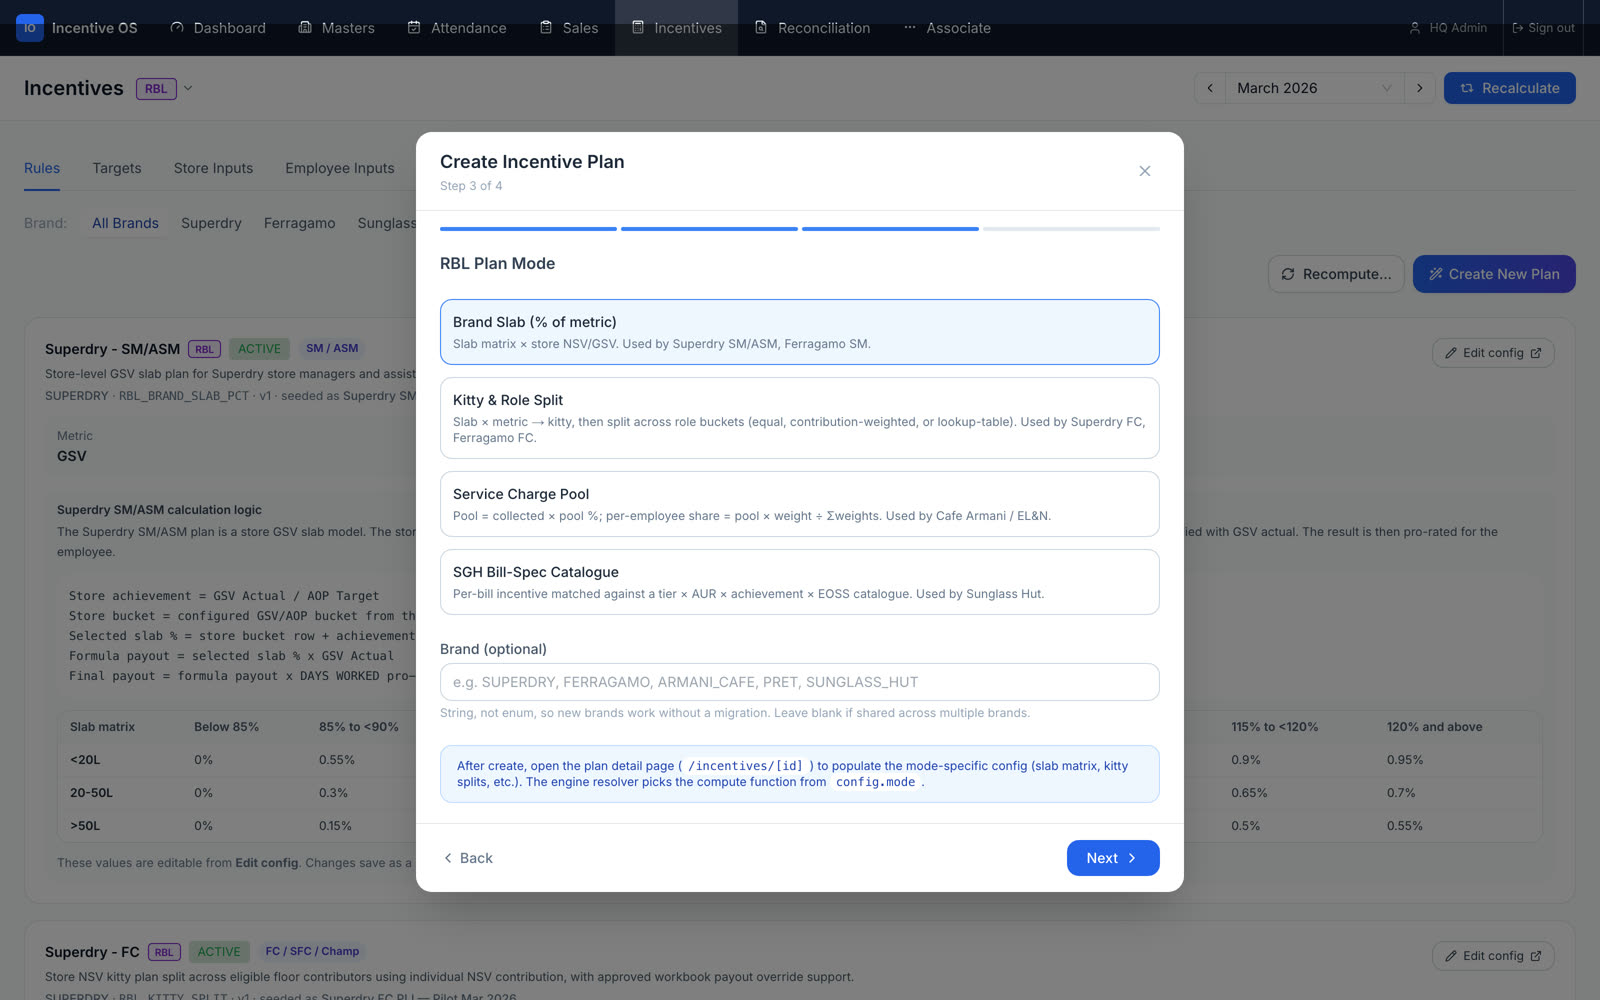 IO Incentive OS Dashboard Masters Attendance Sales Incentives Reconciliation Associate HQ Admin Sign out
Incentives RBL March 2026 Recalculate
Rules Targets Store Inputs Employee Inputs
Brand: All Brands Superdry Ferragamo Sunglass
Recompute... Create New Plan
Superdry - SM/ASM RBL ACTIVE SM / ASM Edit config
Store-level GSV slab plan for Superdry store managers and assist
SUPERDRY · RBL_BRAND_SLAB_PCT · v1 · seeded as Superdry SM
Metric
GSV
Superdry SM/ASM calculation logic
The Superdry SM/ASM plan is a store GSV slab model. The stor
ied with GSV actual. The result is then pro-rated for the
employee.
Store achievement = GSV Actual / AOP Target
Store bucket = configured GSV/AOP bucket from th
Selected slab % = store bucket row + achievement
Formula payout = selected slab % x GSV Actual
Final payout = formula payout x DAYS WORKED pro-
Slab matrix Below 85% 85% to <90% 115% to <120% 120% and above
<20L 0% 0.55% 0.9% 0.95%
20-50L 0% 0.3% 0.65% 0.7%
>50L 0% 0.15% 0.5% 0.55%
These values are editable from Edit config. Changes save as a
Superdry - FC RBL ACTIVE FC / SFC / Champ Edit config
Store NSV kitty plan split across eligible floor contributors using individual NSV contribution, with approved workbook payout override support.
SUPERDRY · RBL_KITTY_SPLIT · v1 · seeded as Superdry FC PLI — Pilot Mar 2026
Create Incentive Plan
Step 3 of 4
RBL Plan Mode
Brand Slab (% of metric)
Slab matrix × store NSV/GSV. Used by Superdry SM/ASM, Ferragamo SM.
Kitty & Role Split
Slab × metric → kitty, then split across role buckets (equal, contribution-weighted, or lookup-table). Used by Superdry FC,
Ferragamo FC.
Service Charge Pool
Pool = collected × pool %; per-employee share = pool × weight ÷ Σweights. Used by Cafe Armani / EL&N.
SGH Bill-Spec Catalogue
Per-bill incentive matched against a tier × AUR × achievement × EOSS catalogue. Used by Sunglass Hut.
Brand (optional)
e.g. SUPERDRY, FERRAGAMO, ARMANI_CAFE, PRET, SUNGLASS_HUT
String, not enum, so new brands work without a migration. Leave blank if shared across multiple brands.
After create, open the plan detail page ( /incentives/[id] ) to populate the mode-specific config (slab matrix, kitty
splits, etc.). The engine resolver picks the compute function from config.mode .
Back Next